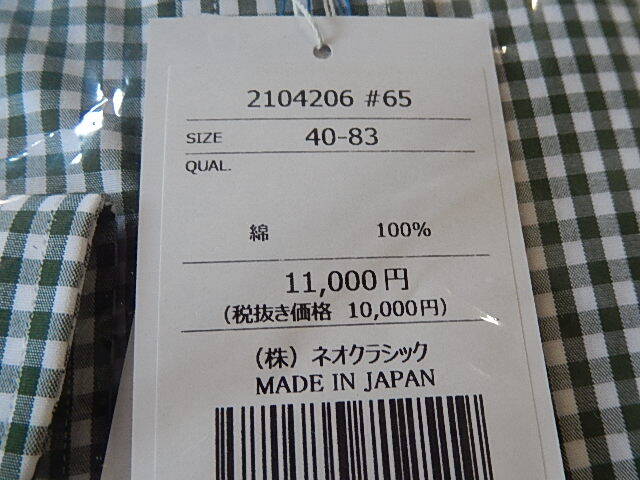 2104206 #65
SIZE 40-83
QUAL.
綿 100%
11,000円
(税抜き価格 10,000円)
(株) ネオクラシック
MADE IN JAPAN